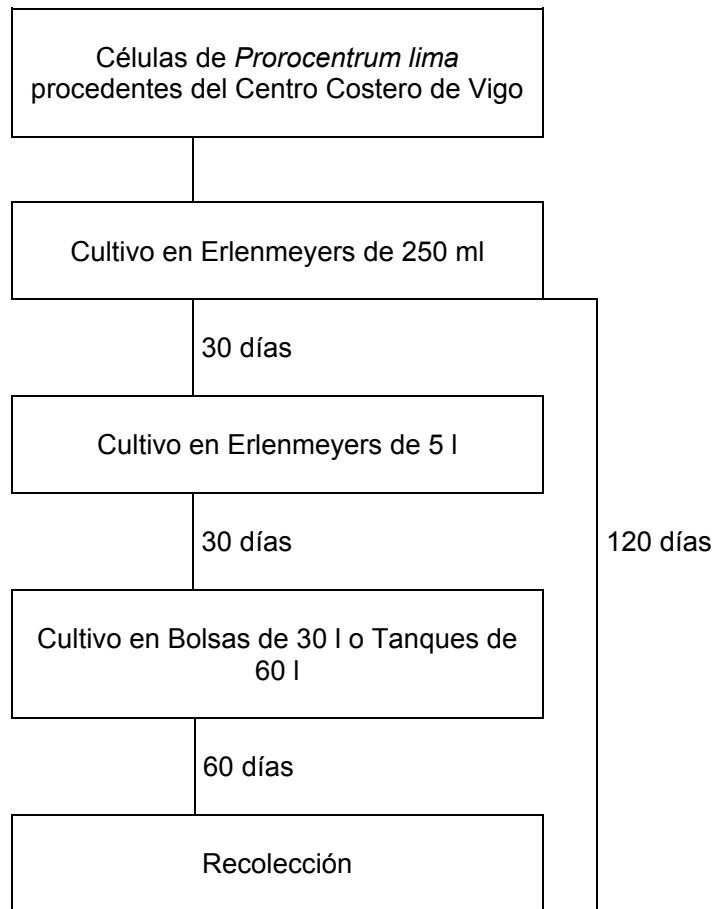 Células de Prorocentrum lima
procedentes del Centro Costero de Vigo
Cultivo en Erlenmeyers de 250 ml
30 días
Cultivo en Erlenmeyers de 5 l
30 días
120 días
Cultivo en Bolsas de 30 l o Tanques de
60 l
60 días
Recolección